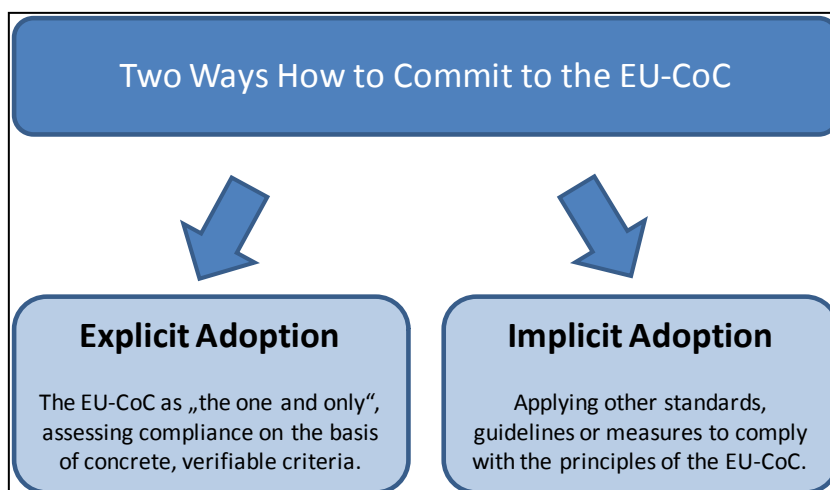 Two Ways How to Commit to the EU-CoC
Explicit Adoption
The EU-CoC as „the one and only“,
assessing compliance on the basis
of concrete, verifiable criteria.
Implicit Adoption
Applying other standards,
guidelines or measures to comply
with the principles of the EU-CoC.